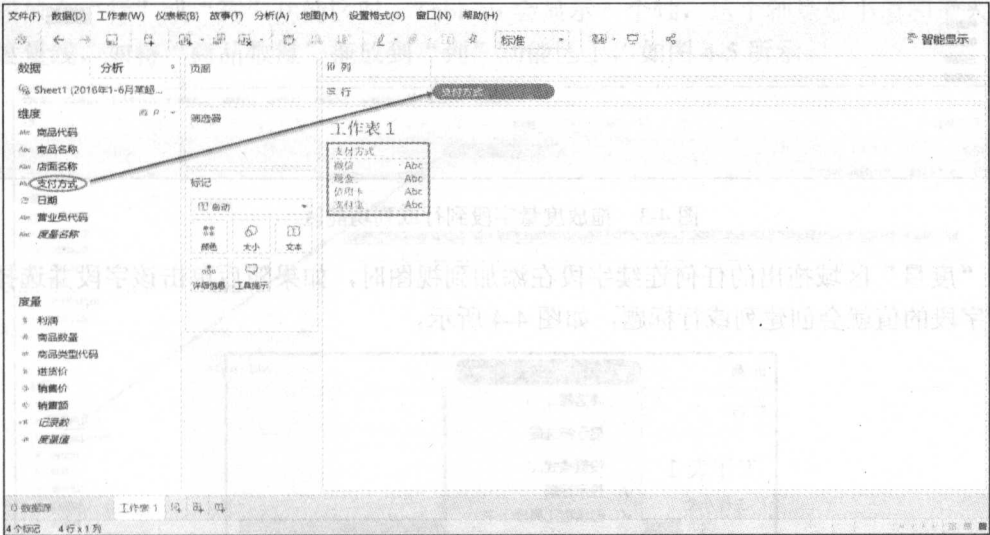 文件(F) 数据(D) 工作表(W) 仪表板(B) 故事(T) 分析(A) 地图(M) 设置格式(O) 窗口(N) 帮助(H)
标准
智能显示
数据 分析
页面
列
Sheet1 (2016年1-6月某超...
行
支付方式
维度
筛选器
Abc 商品代码
Abc 商品名称
Abc 店面名称
支付方式
日期
Abc 营业员代码
Abc 度量名称
工作表 1
支付方式
微信 Abc
现金 Abc
信用卡 Abc
支付宝 Abc
标记
自动
颜色 大小 文本
详细信息 工具提示
度量
利润
商品数量
商品类型代码
进货价
销售价
销售额
记录数
度量值
数据源 工作表 1
4个标记 4行 x 1列